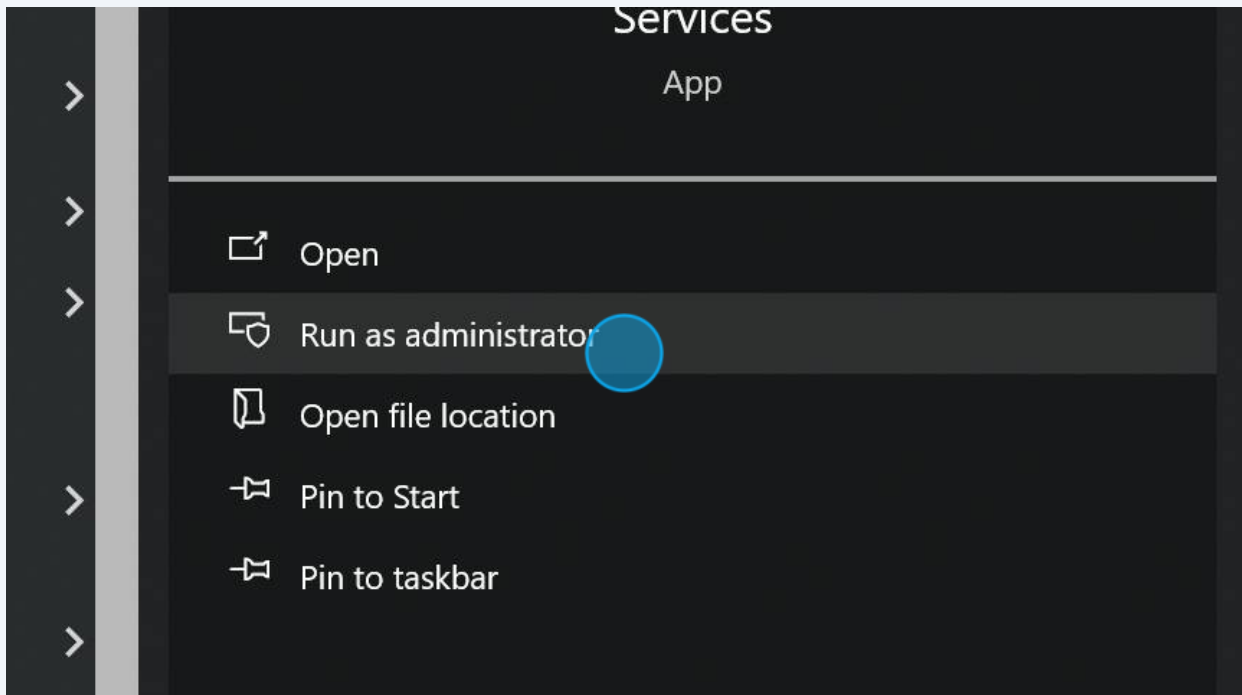 Services
App
Open
Run as administrator
Open file location
Pin to Start
Pin to taskbar